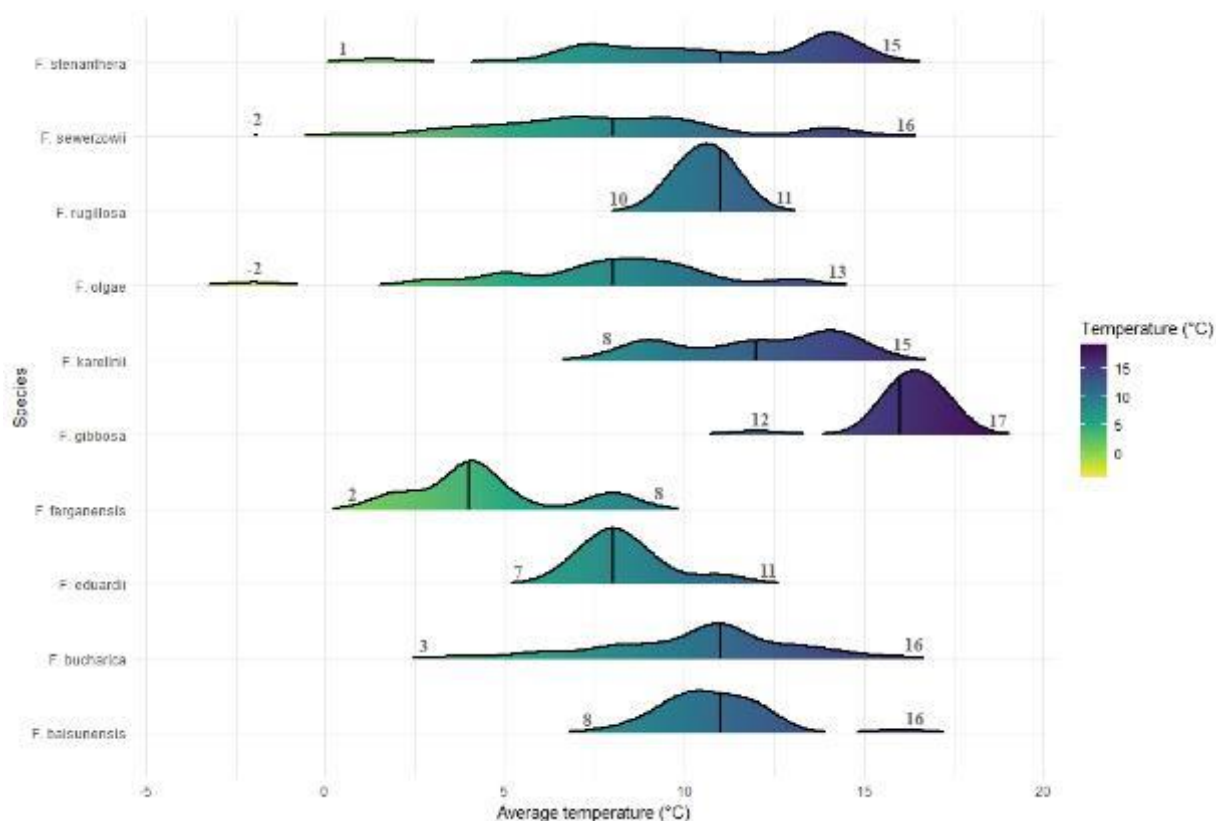 1
15
F. stenanthera
2
16
F. sewerzowii
10
11
F. rugillosa
-2
13
F. olgae
8
15
F. karelinii
12
17
F. gibbosa
2
8
F. ferganensis
7
11
F. eduardii
3
16
F. bucharica
8
16
F. baisunensis
Species
-5
0
5
10
15
20
Average temperature (°C)
Temperature (°C)
15
10
5
0